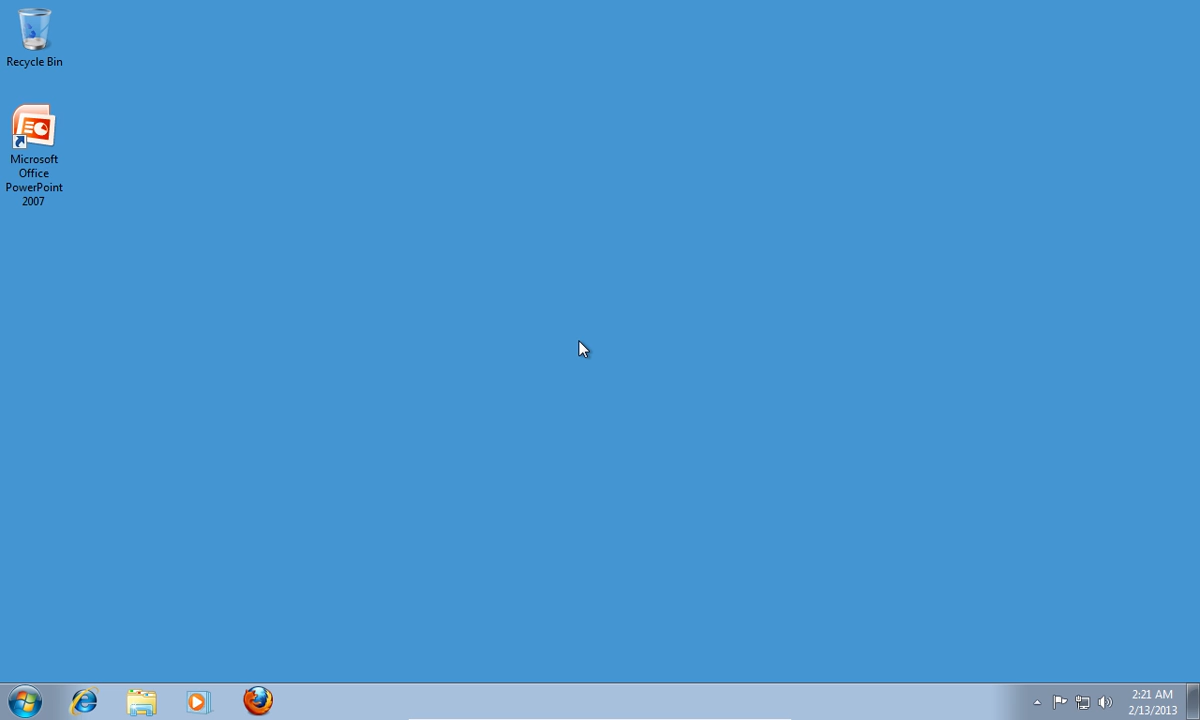 Recycle Bin
Microsoft
Office
PowerPoint
2007
2:21 AM
2/13/2013